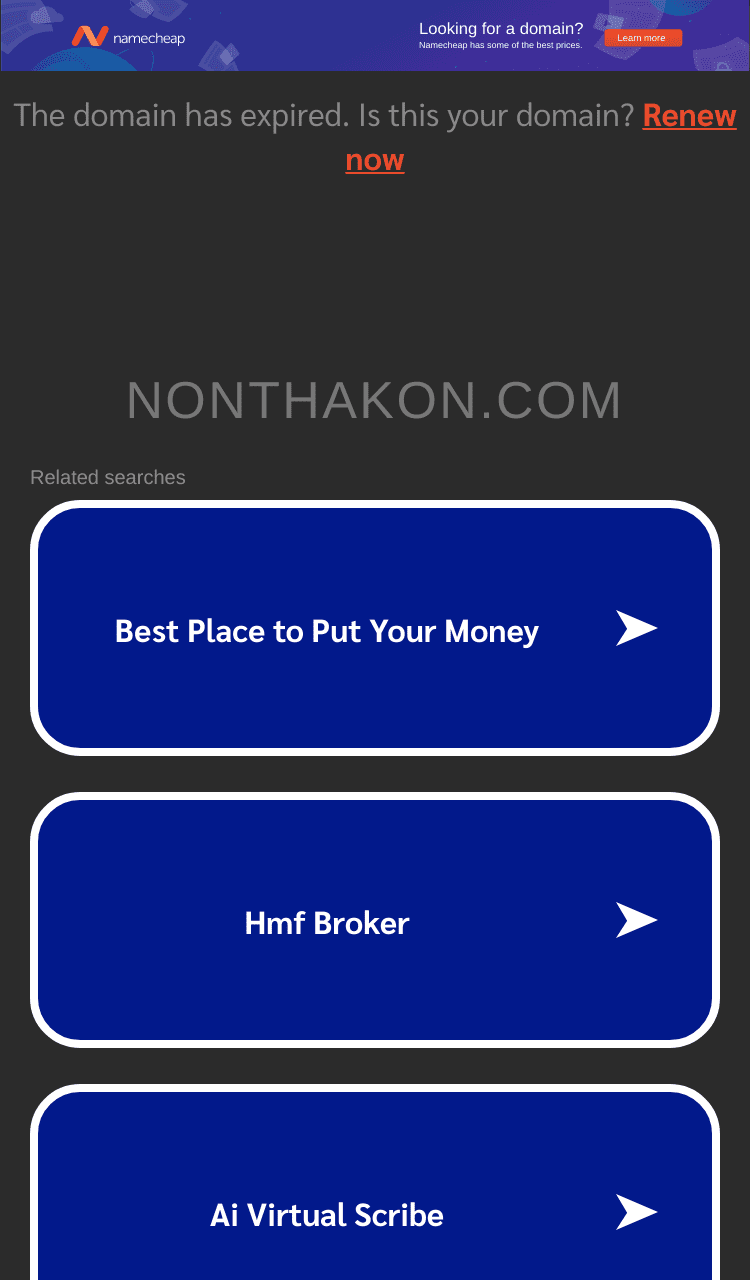 namecheap
Looking for a domain?
Namecheap has some of the best prices.
Learn more
The domain has expired. Is this your domain? Renew
now
NONTHAKON.COM
Related searches
Best Place to Put Your Money
Hmf Broker
Ai Virtual Scribe